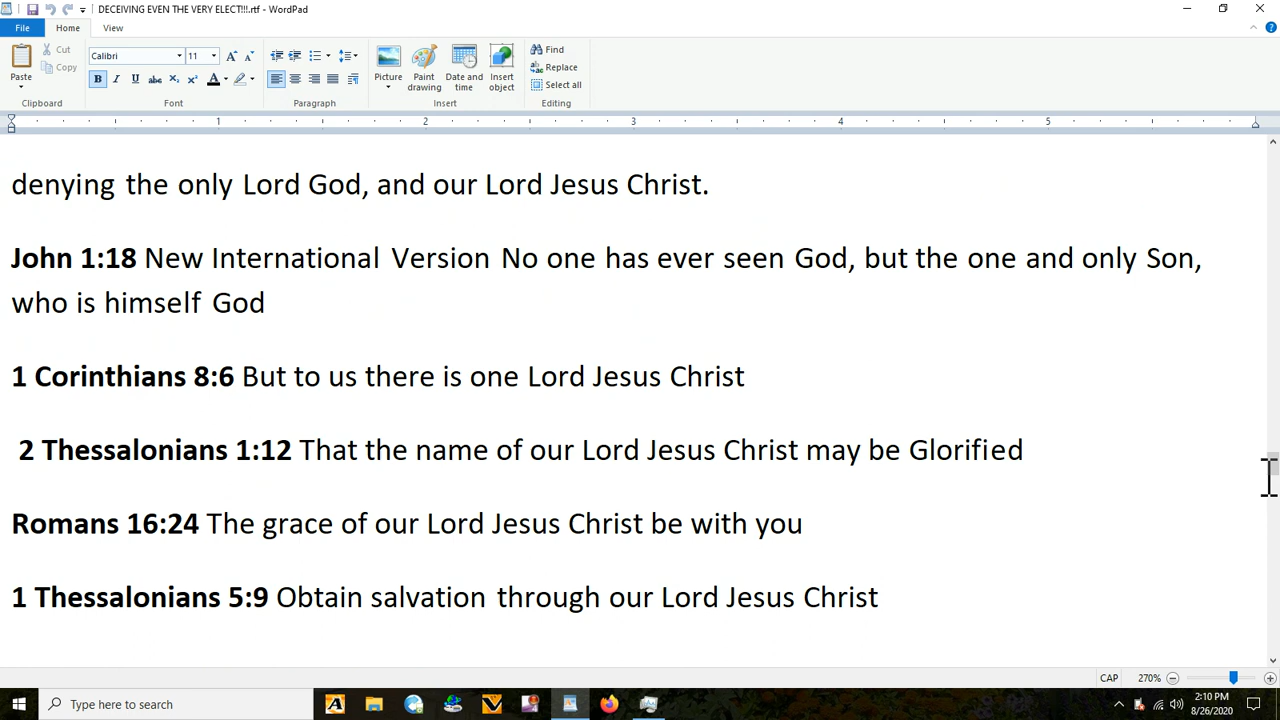 DECEIVING EVEN THE VERY ELECT!!!.rtf - WordPad
File Home View
Paste Cut Copy Clipboard
Calibri 11 Font
Paragraph
Picture Paint drawing Date and time Insert object Insert
Find Replace Select all Editing
1 2 3 4 5
denying the only Lord God, and our Lord Jesus Christ.
John 1:18 New International Version No one has ever seen God, but the one and only Son,
who is himself God
1 Corinthians 8:6 But to us there is one Lord Jesus Christ
2 Thessalonians 1:12 That the name of our Lord Jesus Christ may be Glorified
Romans 16:24 The grace of our Lord Jesus Christ be with you
1 Thessalonians 5:9 Obtain salvation through our Lord Jesus Christ
CAP 270%
Type here to search
2:10 PM
8/26/2020